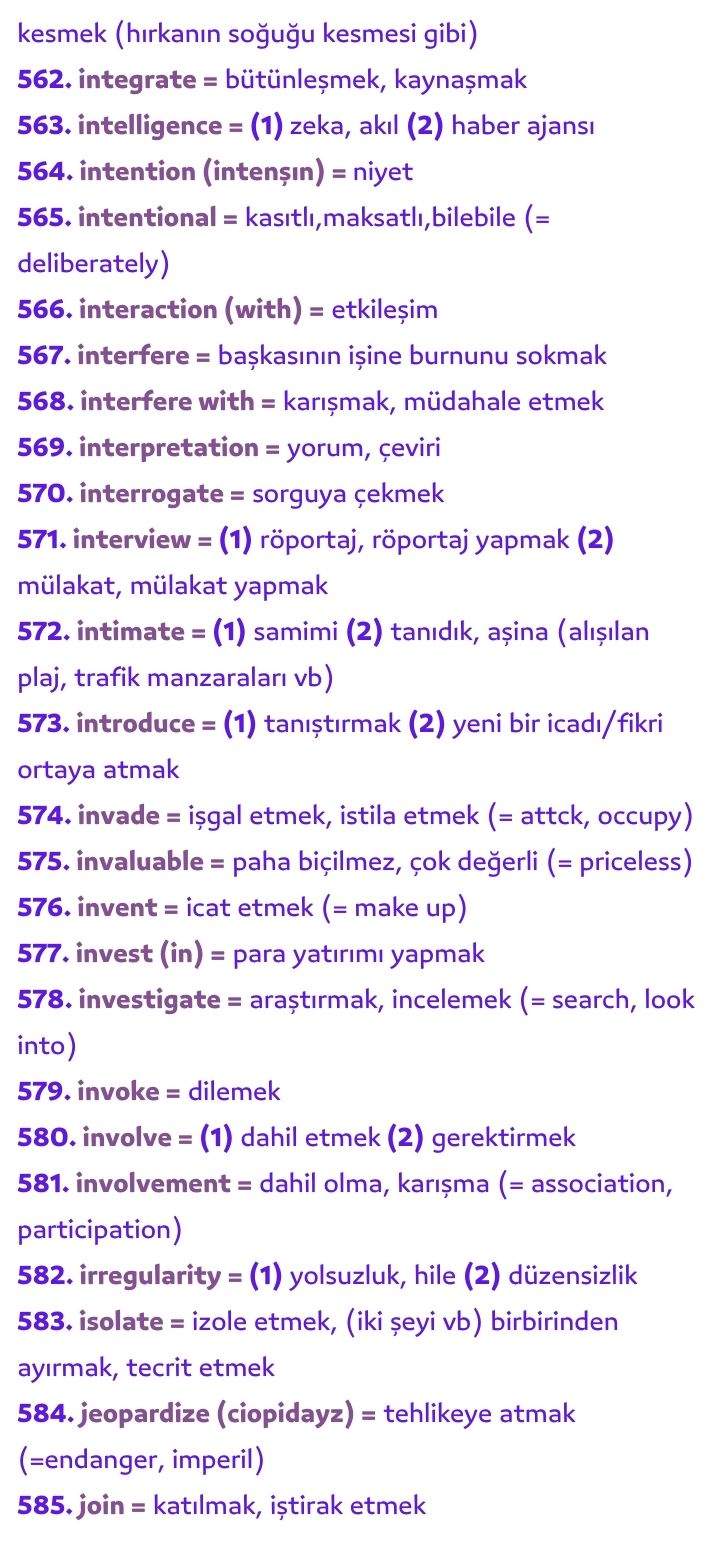 kesmek (hırkanın soğuğu kesmesi gibi)
562. integrate = bütünleşmek, kaynaşmak
563. intelligence = (1) zeka, akıl (2) haber ajansı
564. intention (intenşın) = niyet
565. intentional = kasıtlı,maksatlı,bilebile (=
deliberately)
566. interaction (with) = etkileşim
567. interfere = başkasının işine burnunu sokmak
568. interfere with = karışmak, müdahale etmek
569. interpretation = yorum, çeviri
570. interrogate = sorguya çekmek
571. interview = (1) röportaj, röportaj yapmak (2)
mülakat, mülakat yapmak
572. intimate = (1) samimi (2) tanıdık, aşina (alışılan
plaj, trafik manzaraları vb)
573. introduce = (1) tanıştırmak (2) yeni bir icadı/fikri
ortaya atmak
574. invade = işgal etmek, istila etmek (= attck, occupy)
575. invaluable = paha biçilmez, çok değerli (= priceless)
576. invent = icat etmek (= make up)
577. invest (in) = para yatırımı yapmak
578. investigate = araştırmak, incelemek (= search, look
into)
579. invoke = dilemek
580. involve = (1) dahil etmek (2) gerektirmek
581. involvement = dahil olma, karışma (= association,
participation)
582. irregularity = (1) yolsuzluk, hile (2) düzensizlik
583. isolate = izole etmek, (iki şeyi vb) birbirinden
ayırmak, tecrit etmek
584. jeopardize (ciopidayz) = tehlikeye atmak
(=endanger, imperil)
585. join = katılmak, iştirak etmek